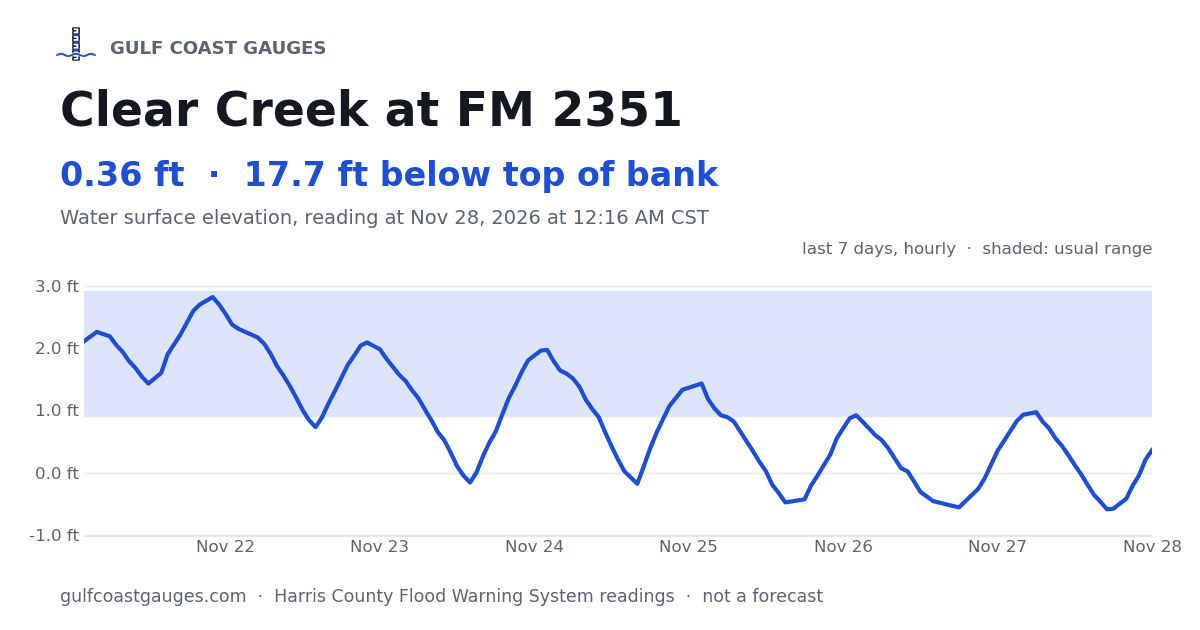 GULF COAST GAUGES
Clear Creek at FM 2351
0.36 ft · 17.7 ft below top of bank
Water surface elevation, reading at Nov 28, 2026 at 12:16 AM CST
last 7 days, hourly · shaded: usual range
3.0 ft
2.0 ft
1.0 ft
0.0 ft
-1.0 ft
Nov 22 Nov 23 Nov 24 Nov 25 Nov 26 Nov 27 Nov 28
gulfcoastgauges.com · Harris County Flood Warning System readings · not a forecast